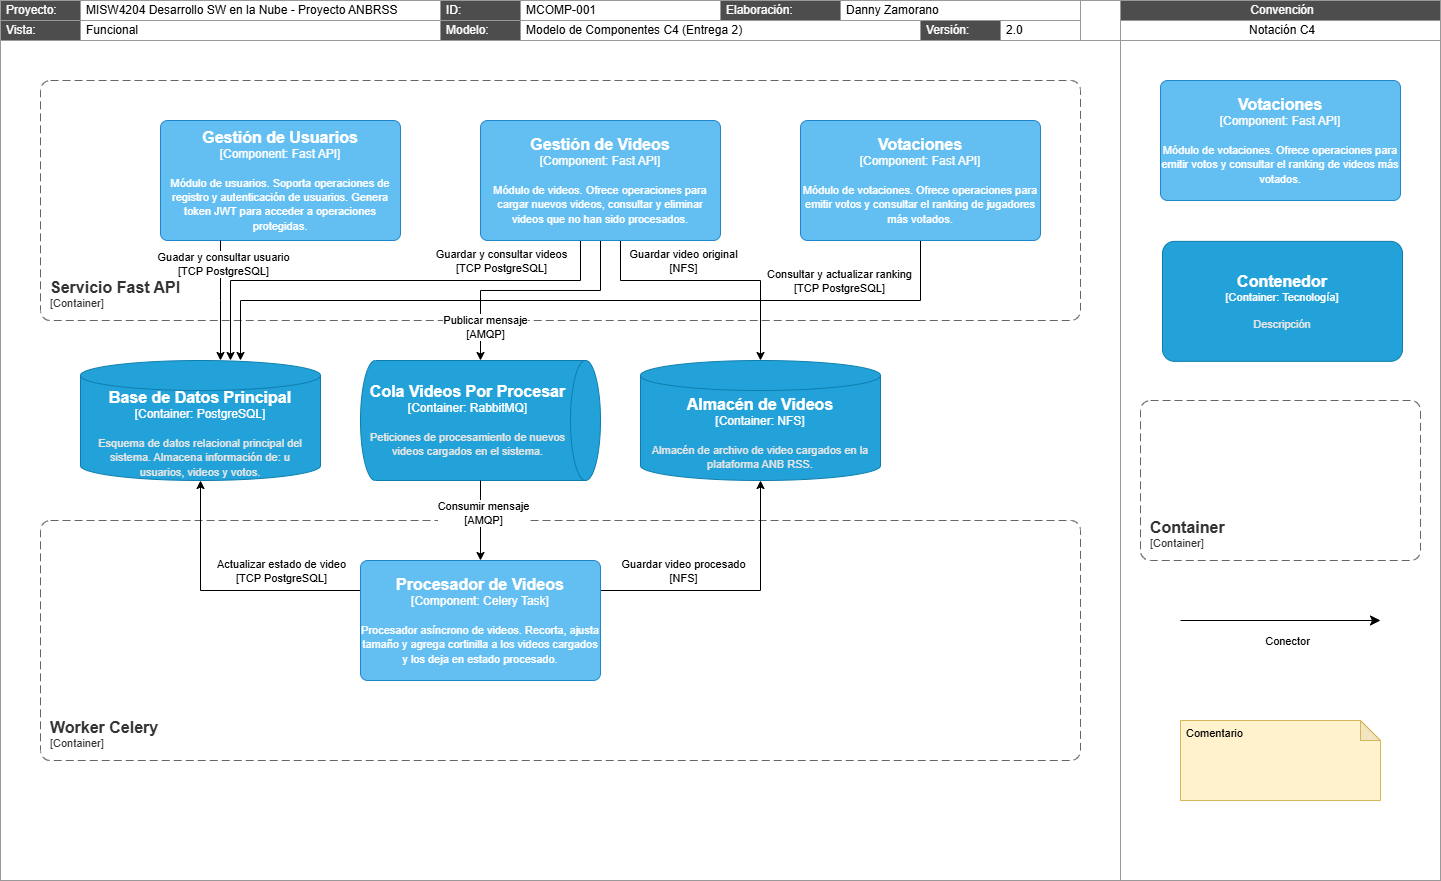 Proyecto: MISW4204 Desarrollo SW en la Nube - Proyecto ANBRSS ID: MCOMP-001 Elaboración: Danny Zamorano
Vista: Funcional Modelo: Modelo de Componentes C4 (Entrega 2) Versión: 2.0
Convención
Notación C4
Gestión de Usuarios
[Component: Fast API]
Módulo de usuarios. Soporta operaciones de
registro y autenticación de usuarios. Genera
token JWT para acceder a operaciones
protegidas.
Gestión de Videos
[Component: Fast API]
Módulo de videos. Ofrece operaciones para
cargar nuevos videos, consultar y eliminar
videos que no han sido procesados.
Votaciones
[Component: Fast API]
Módulo de votaciones. Ofrece operaciones para
emitir votos y consultar el ranking de jugadores
más votados.
Guadar y consultar usuario
[TCP PostgreSQL]
Guardar y consultar videos
[TCP PostgreSQL]
Guardar video original
[NFS]
Consultar y actualizar ranking
[TCP PostgreSQL]
Servicio Fast API
[Container]
Publicar mensaje
[AMQP]
Base de Datos Principal
[Container: PostgreSQL]
Esquema de datos relacional principal del
sistema. Almacena información de: u
usuarios, videos y votos.
Cola Videos Por Procesar
[Container: RabbitMQ]
Peticiones de procesamiento de nuevos
videos cargados en el sistema.
Almacén de Videos
[Container: NFS]
Almacén de archivo de video cargados en la
plataforma ANB RSS.
Consumir mensaje
[AMQP]
Actualizar estado de video
[TCP PostgreSQL]
Guardar video procesado
[NFS]
Procesador de Videos
[Component: Celery Task]
Procesador asíncrono de videos. Recorta, ajusta
tamaño y agrega cortinilla a los videos cargados
y los deja en estado procesado.
Worker Celery
[Container]
Votaciones
[Component: Fast API]
Módulo de votaciones. Ofrece operaciones para
emitir votos y consultar el ranking de videos más
votados.
Contenedor
[Container: Tecnología]
Descripción
Container
[Container]
Conector
Comentario